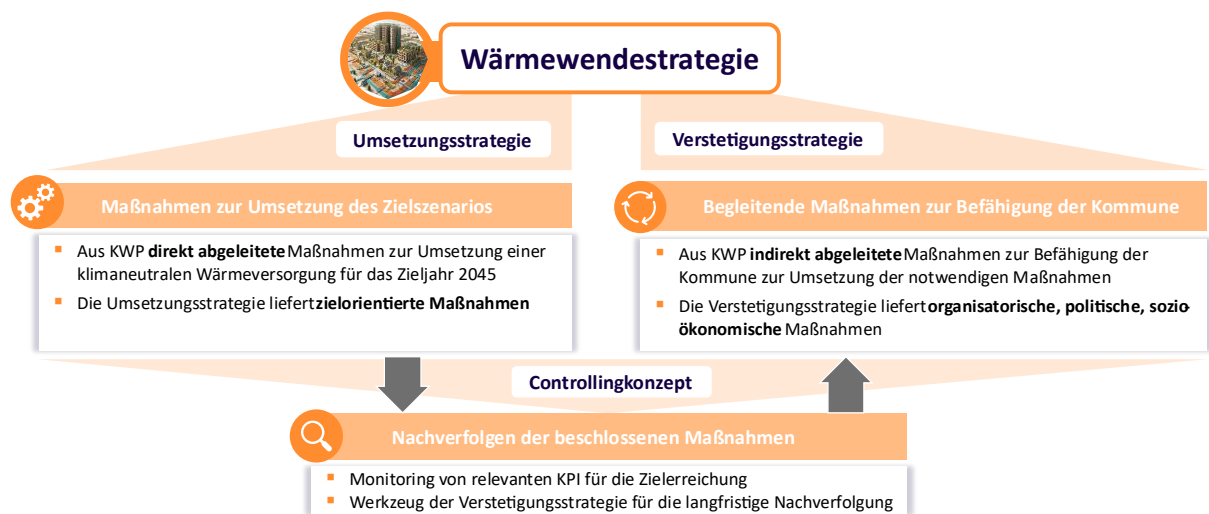 Wärmewendestrategie
Umsetzungsstrategie
Verstetigungsstrategie
Maßnahmen zur Umsetzung des Zielszenarios
Aus KWP direkt abgeleitete Maßnahmen zur Umsetzung einer
klimaneutralen Wärmeversorgung für das Zieljahr 2045
Die Umsetzungsstrategie liefert zielorientierte Maßnahmen
Begleitende Maßnahmen zur Befähigung der Kommune
Aus KWP indirekt abgeleitete Maßnahmen zur Befähigung der
Kommune zur Umsetzung der notwendigen Maßnahmen
Die Verstetigungsstrategie liefert organisatorische, politische, sozio-
ökonomische Maßnahmen
Controllingkonzept
Nachverfolgen der beschlossenen Maßnahmen
Monitoring von relevanten KPI für die Zielerreichung
Werkzeug der Verstetigungsstrategie für die langfristige Nachverfolgung